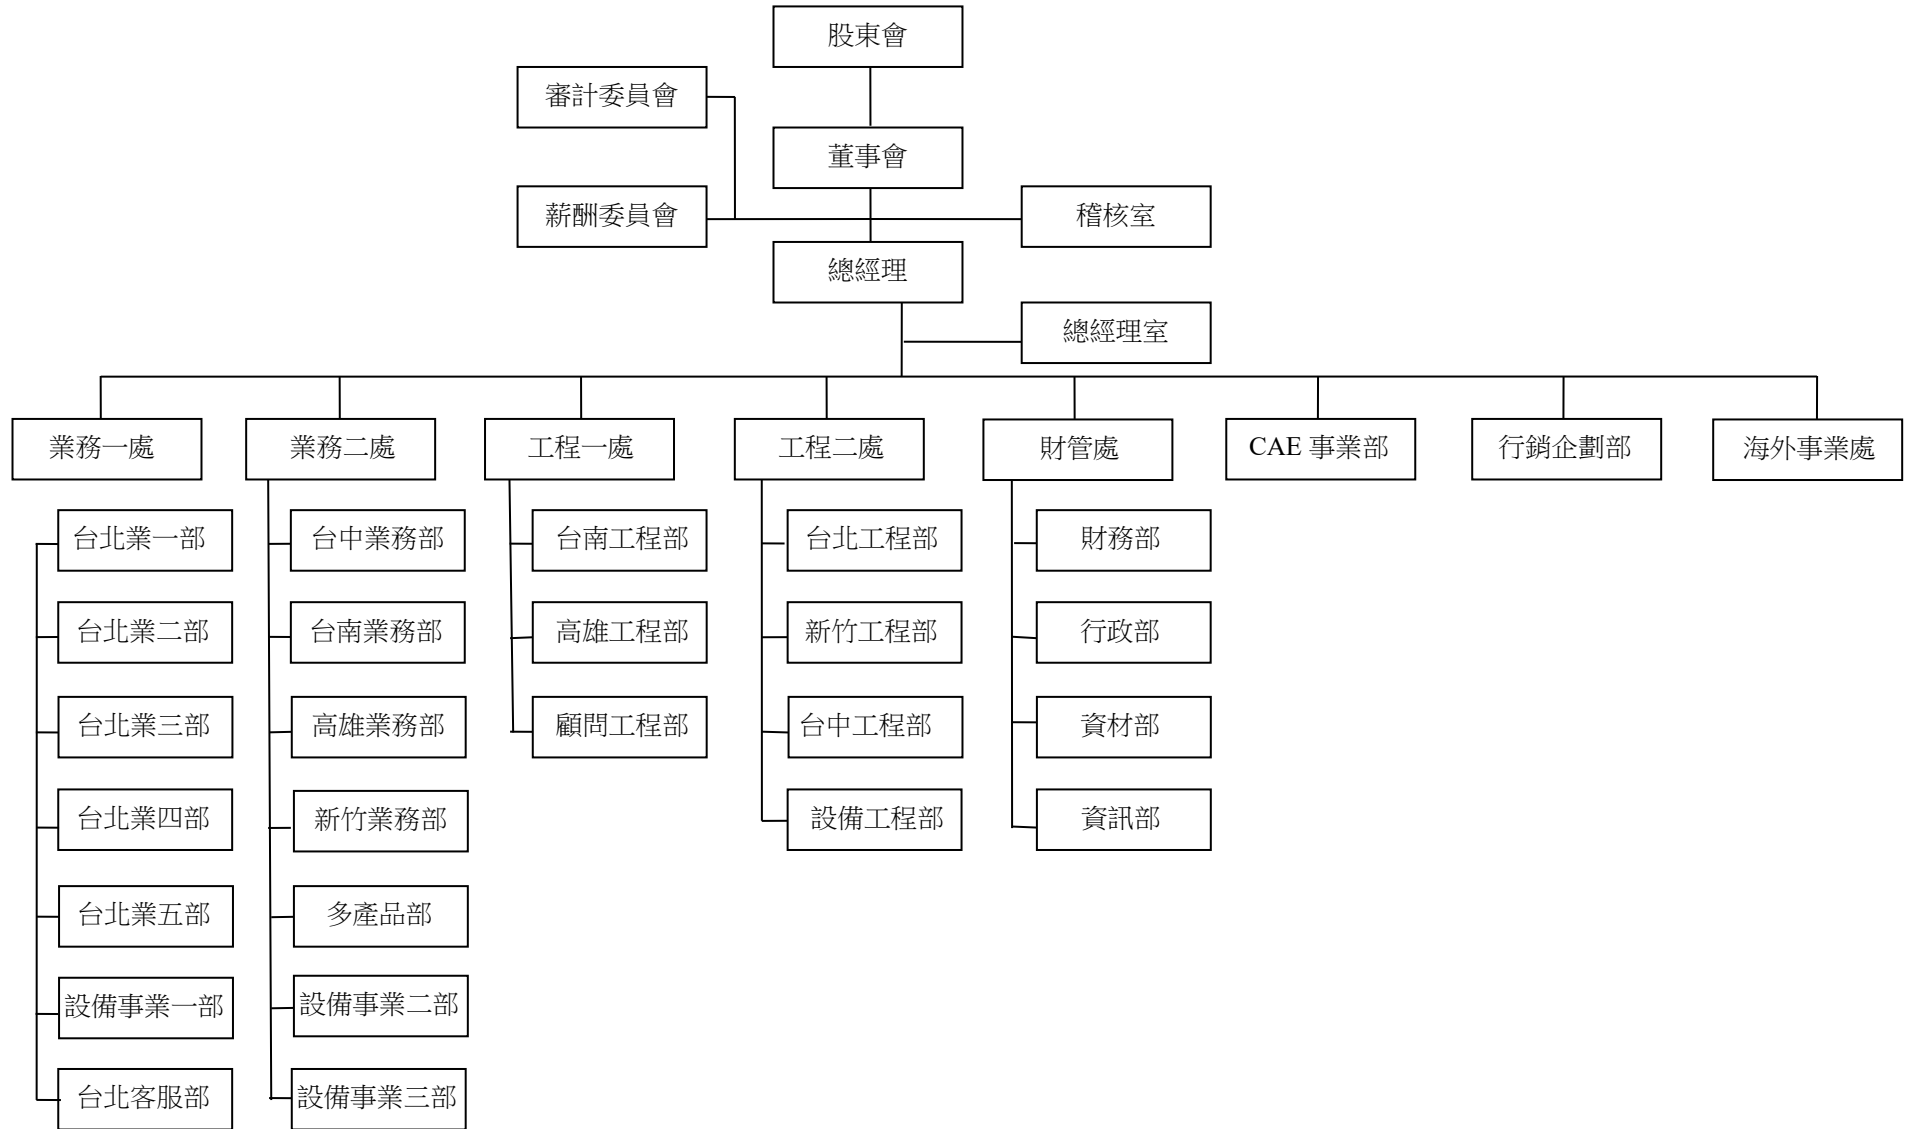 股東會
審計委員會
董事會
薪酬委員會
稽核室
總經理
總經理室
業務一處
業務二處
工程一處
工程二處
財管處
CAE 事業部
行銷企劃部
海外事業處
台北業一部
台中業務部
台南工程部
台北工程部
財務部
台北業二部
台南業務部
高雄工程部
新竹工程部
行政部
台北業三部
高雄業務部
顧問工程部
台中工程部
資材部
台北業四部
新竹業務部
設備工程部
資訊部
台北業五部
多產品部
設備事業一部
設備事業二部
台北客服部
設備事業三部